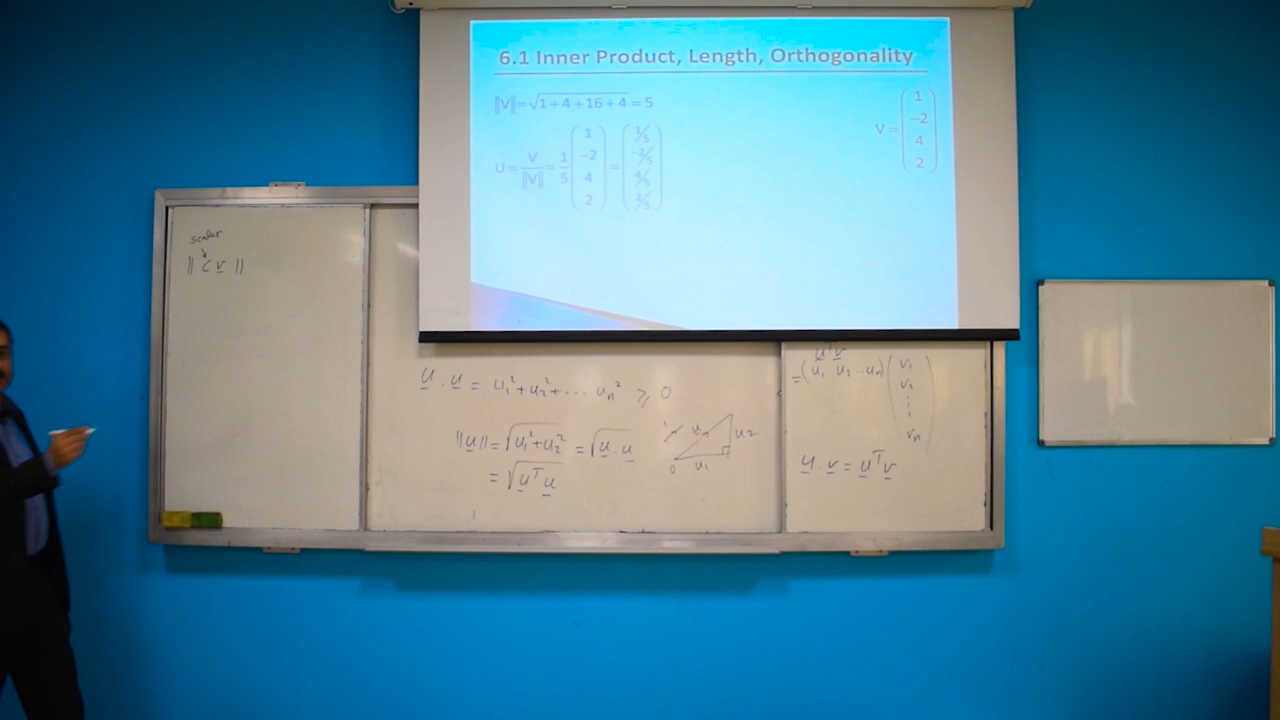 6.1 Inner Product, Length, Orthogonality
‖V‖=√1+4+16+4 = 5
U = V/‖V‖ = 1/5 (1 −2 4 2) = (1/5 −2/5 4/5 2/5)
V = (1 −2 4 2)
scalar
‖ C v ‖
u . u = u₁²+u₂²+ ··· uₙ² ⩾ 0
‖u‖ = √u₁²+u₂² = √u . u
= √uᵀ u
u u₂
0 u₁
uᵀv
= (u₁ u₂ ... uₙ) (v₁ v₂ ⋮ vₙ)
u . v = uᵀv